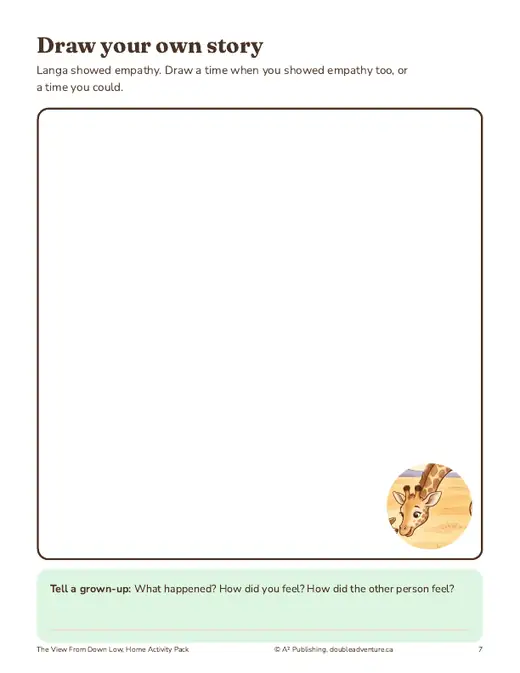 Draw your own story
Langa showed empathy. Draw a time when you showed empathy too, or
a time you could.
Tell a grown-up: What happened? How did you feel? How did the other person feel?
The View From Down Low, Home Activity Pack
© A² Publishing, doubleadventure.ca
7